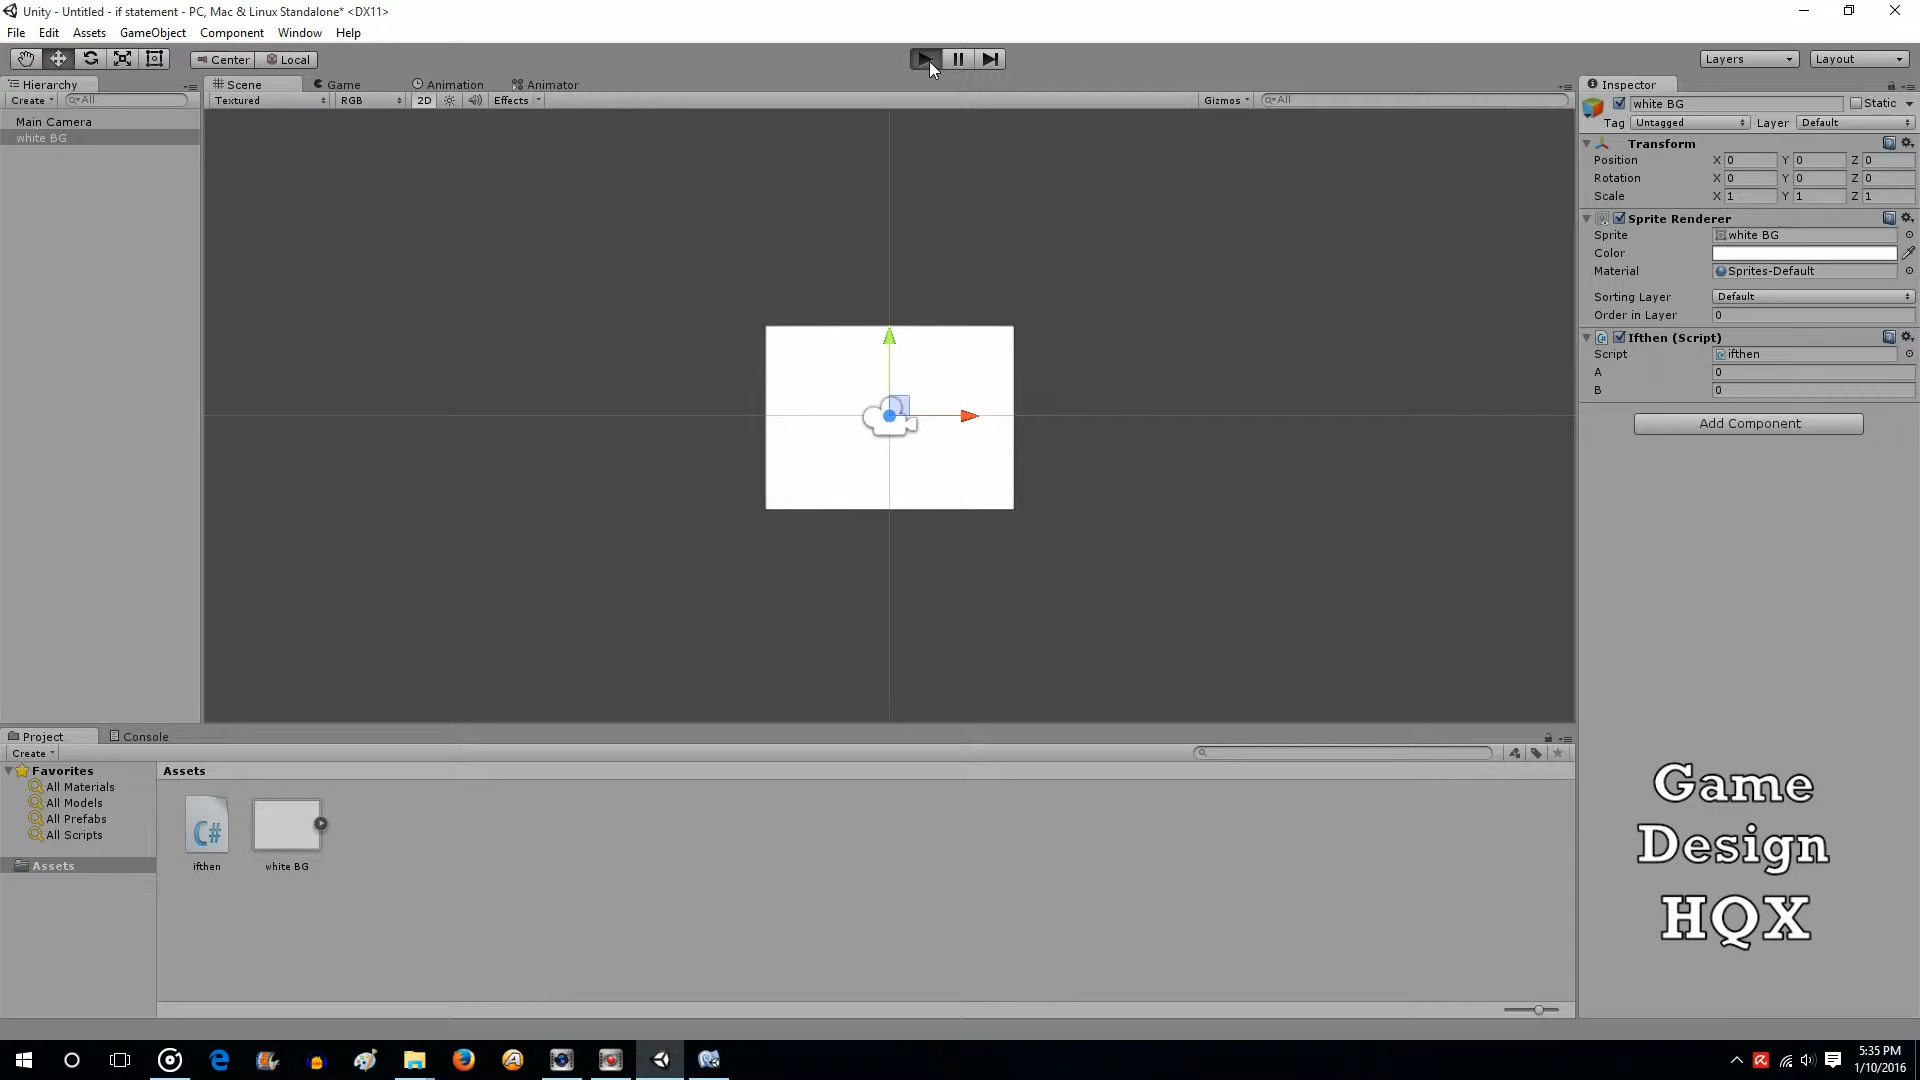 Unity - Untitled - if statement - PC, Mac & Linux Standalone* <DX11>
File Edit Assets GameObject Component Window Help
Center Local
Layers Layout
Hierarchy
Create All
Main Camera
white BG
Scene Game Animation Animator
Textured RGB 2D Effects Gizmos All
Inspector
white BG Static
Tag Untagged Layer Default
Transform
Position X 0 Y 0 Z 0
Rotation X 0 Y 0 Z 0
Scale X 1 Y 1 Z 1
Sprite Renderer
Sprite white BG
Color
Material Sprites-Default
Sorting Layer Default
Order in Layer 0
Ifthen (Script)
Script ifthen
A 0
B 0
Add Component
Project Console
Create
Favorites
All Materials
All Models
All Prefabs
All Scripts
Assets
Assets
C#
ifthen white BG
Game
Design
HQX
5:35 PM
1/10/2016